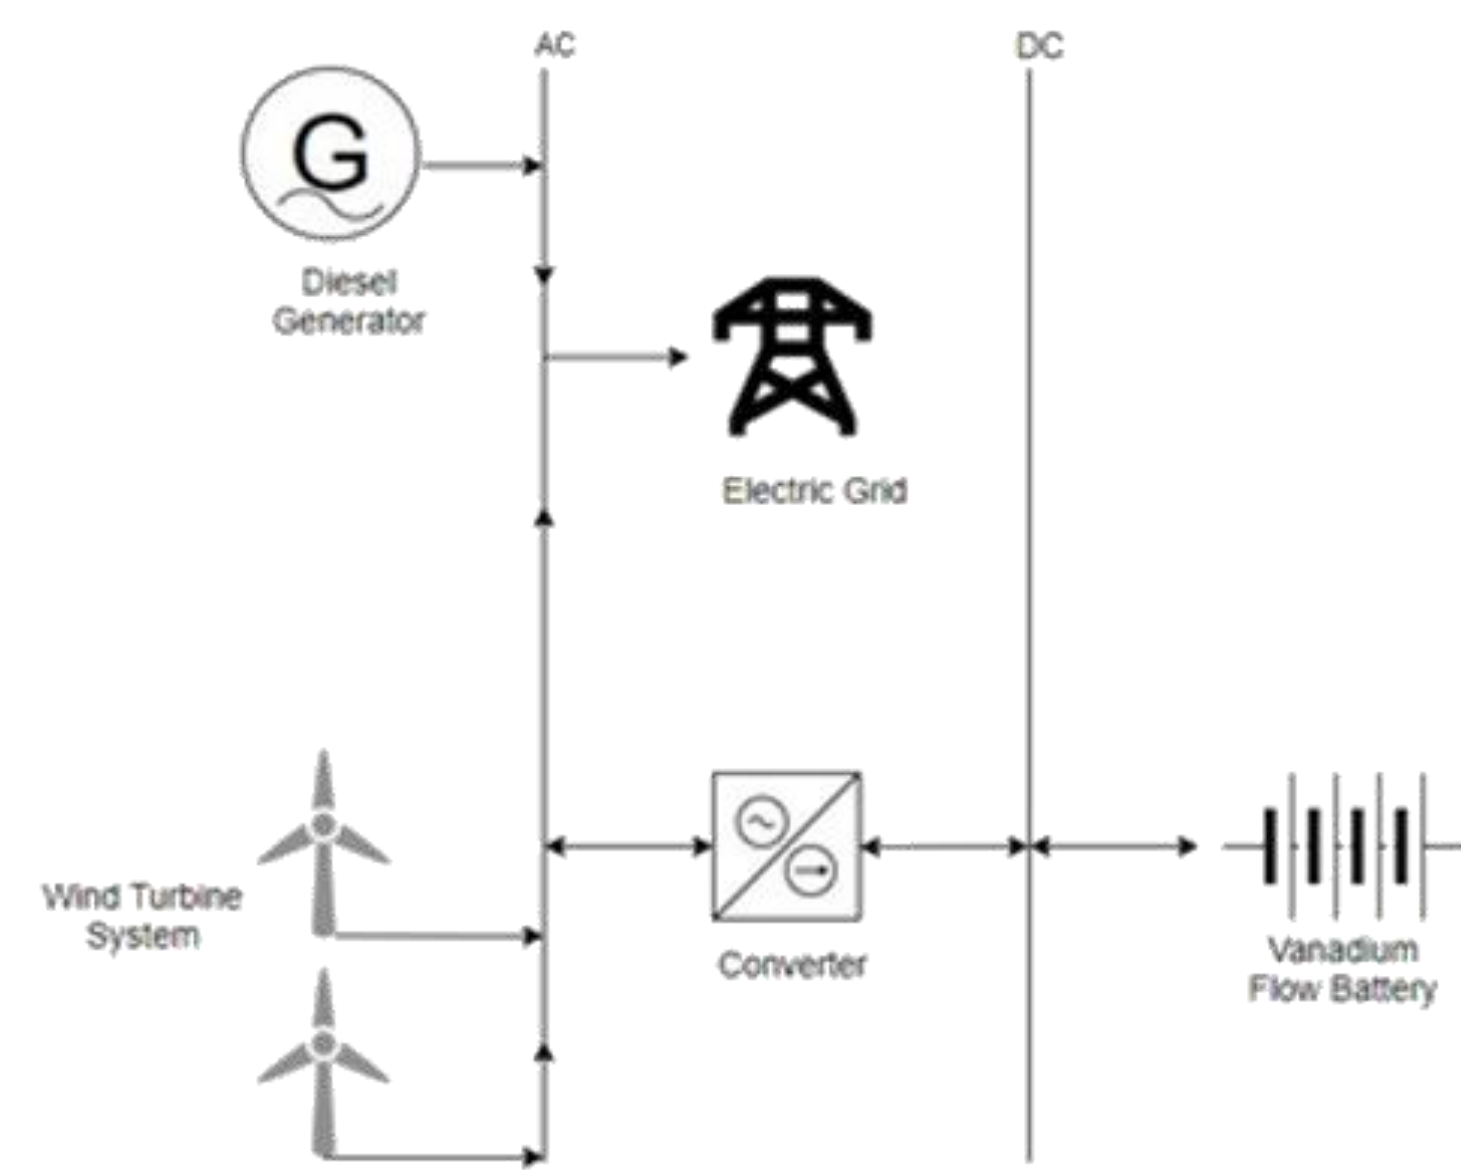 AC
DC
G
Diesel
Generator
Electric Grid
Wind Turbine
System
Converter
Vanadium
Flow Battery